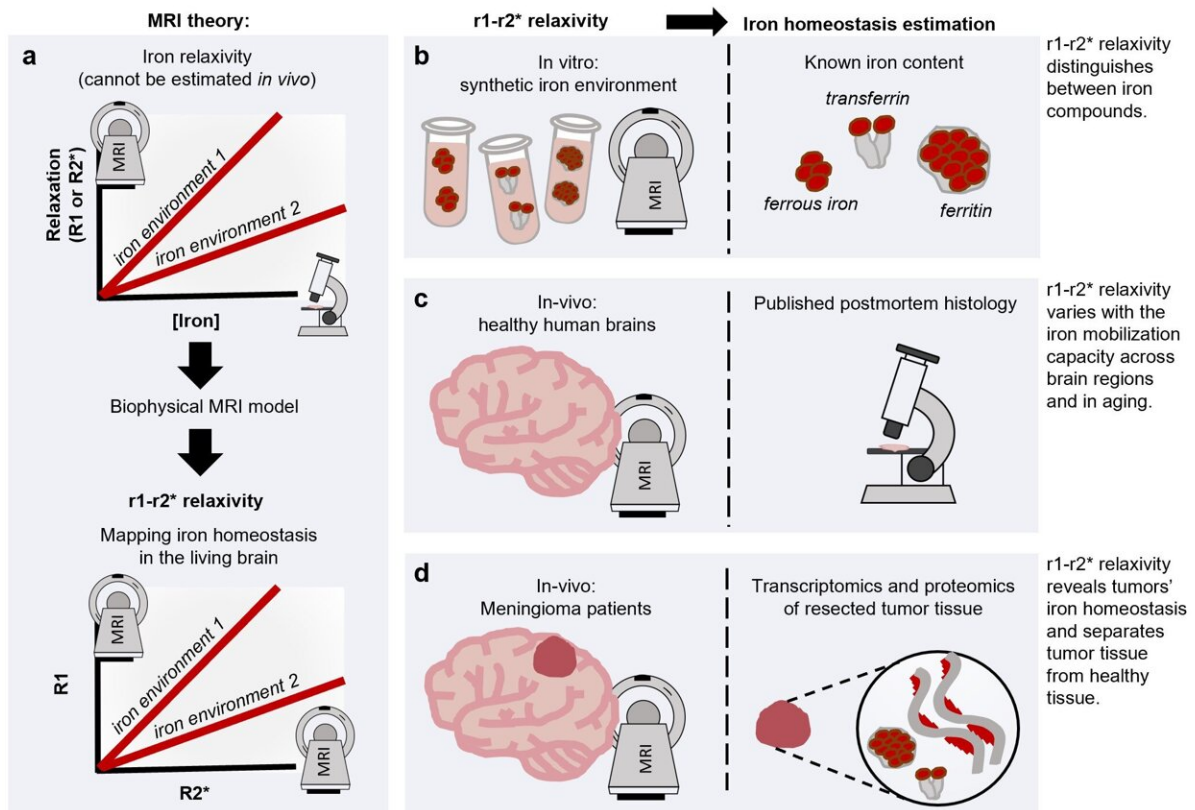 MRI theory:
r1-r2* relaxivity
Iron homeostasis estimation
a
Iron relaxivity
(cannot be estimated in vivo)
MRI
Relaxation
(R1 or R2*)
iron environment 1
iron environment 2
[Iron]
Biophysical MRI model
r1-r2* relaxivity
Mapping iron homeostasis
in the living brain
MRI
R1
iron environment 1
iron environment 2
MRI
R2*
b
In vitro:
synthetic iron environment
MRI
Known iron content
transferrin
ferrous iron
ferritin
r1-r2* relaxivity
distinguishes
between iron
compounds.
c
In-vivo:
healthy human brains
MRI
Published postmortem histology
r1-r2* relaxivity
varies with the
iron mobilization
capacity across
brain regions
and in aging.
d
In-vivo:
Meningioma patients
MRI
Transcriptomics and proteomics
of resected tumor tissue
r1-r2* relaxivity
reveals tumors'
iron homeostasis
and separates
tumor tissue
from healthy
tissue.